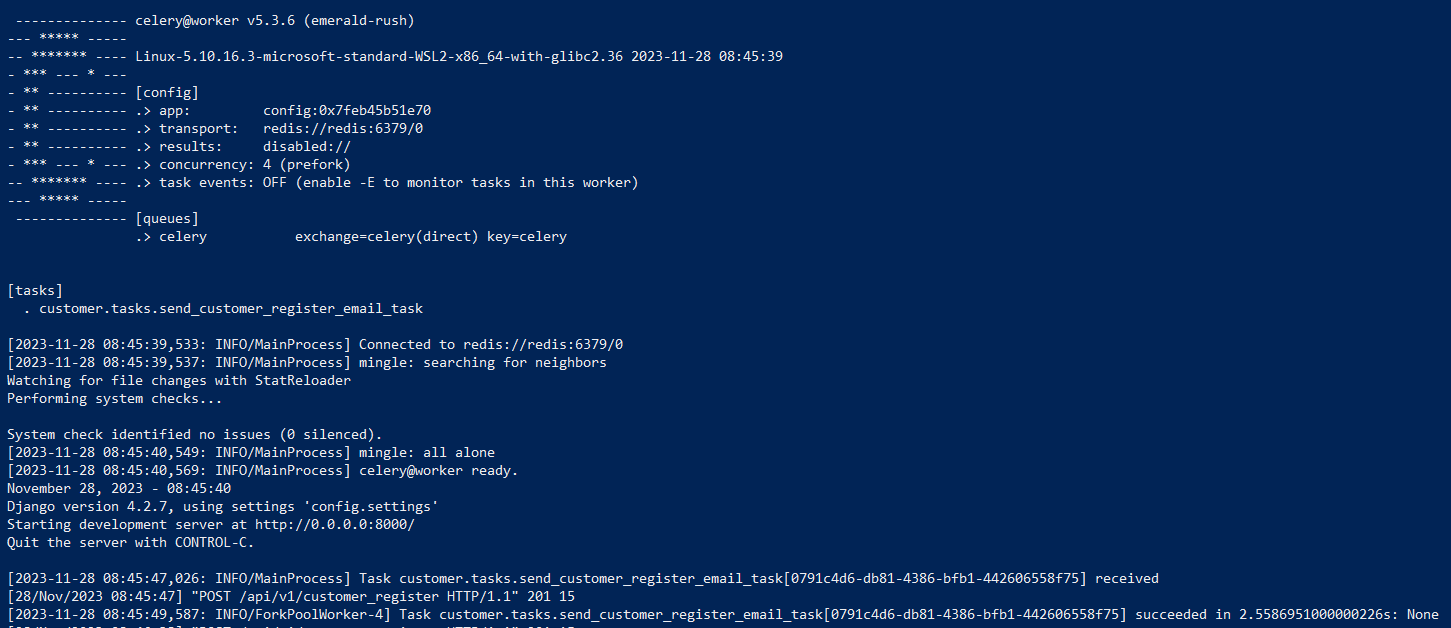 -------------- celery@worker v5.3.6 (emerald-rush)
--- ***** -----
-- ******* ---- Linux-5.10.16.3-microsoft-standard-WSL2-x86_64-with-glibc2.36 2023-11-28 08:45:39
- *** --- * ---
- ** ---------- [config]
- ** ---------- .> app:         config:0x7feb45b51e70
- ** ---------- .> transport:   redis://redis:6379/0
- ** ---------- .> results:     disabled://
- *** --- * --- .> concurrency: 4 (prefork)
-- ******* ---- .> task events: OFF (enable -E to monitor tasks in this worker)
--- ***** -----
 -------------- [queues]
                .> celery           exchange=celery(direct) key=celery
[tasks]
  . customer.tasks.send_customer_register_email_task
[2023-11-28 08:45:39,533: INFO/MainProcess] Connected to redis://redis:6379/0
[2023-11-28 08:45:39,537: INFO/MainProcess] mingle: searching for neighbors
Watching for file changes with StatReloader
Performing system checks...
System check identified no issues (0 silenced).
[2023-11-28 08:45:40,549: INFO/MainProcess] mingle: all alone
[2023-11-28 08:45:40,569: INFO/MainProcess] celery@worker ready.
November 28, 2023 - 08:45:40
Django version 4.2.7, using settings 'config.settings'
Starting development server at http://0.0.0.0:8000/
Quit the server with CONTROL-C.
[2023-11-28 08:45:47,026: INFO/MainProcess] Task customer.tasks.send_customer_register_email_task[0791c4d6-db81-4386-bfb1-442606558f75] received
[28/Nov/2023 08:45:47] "POST /api/v1/customer_register HTTP/1.1" 201 15
[2023-11-28 08:45:49,587: INFO/ForkPoolWorker-4] Task customer.tasks.send_customer_register_email_task[0791c4d6-db81-4386-bfb1-442606558f75] succeeded in 2.5586951000000226s: None